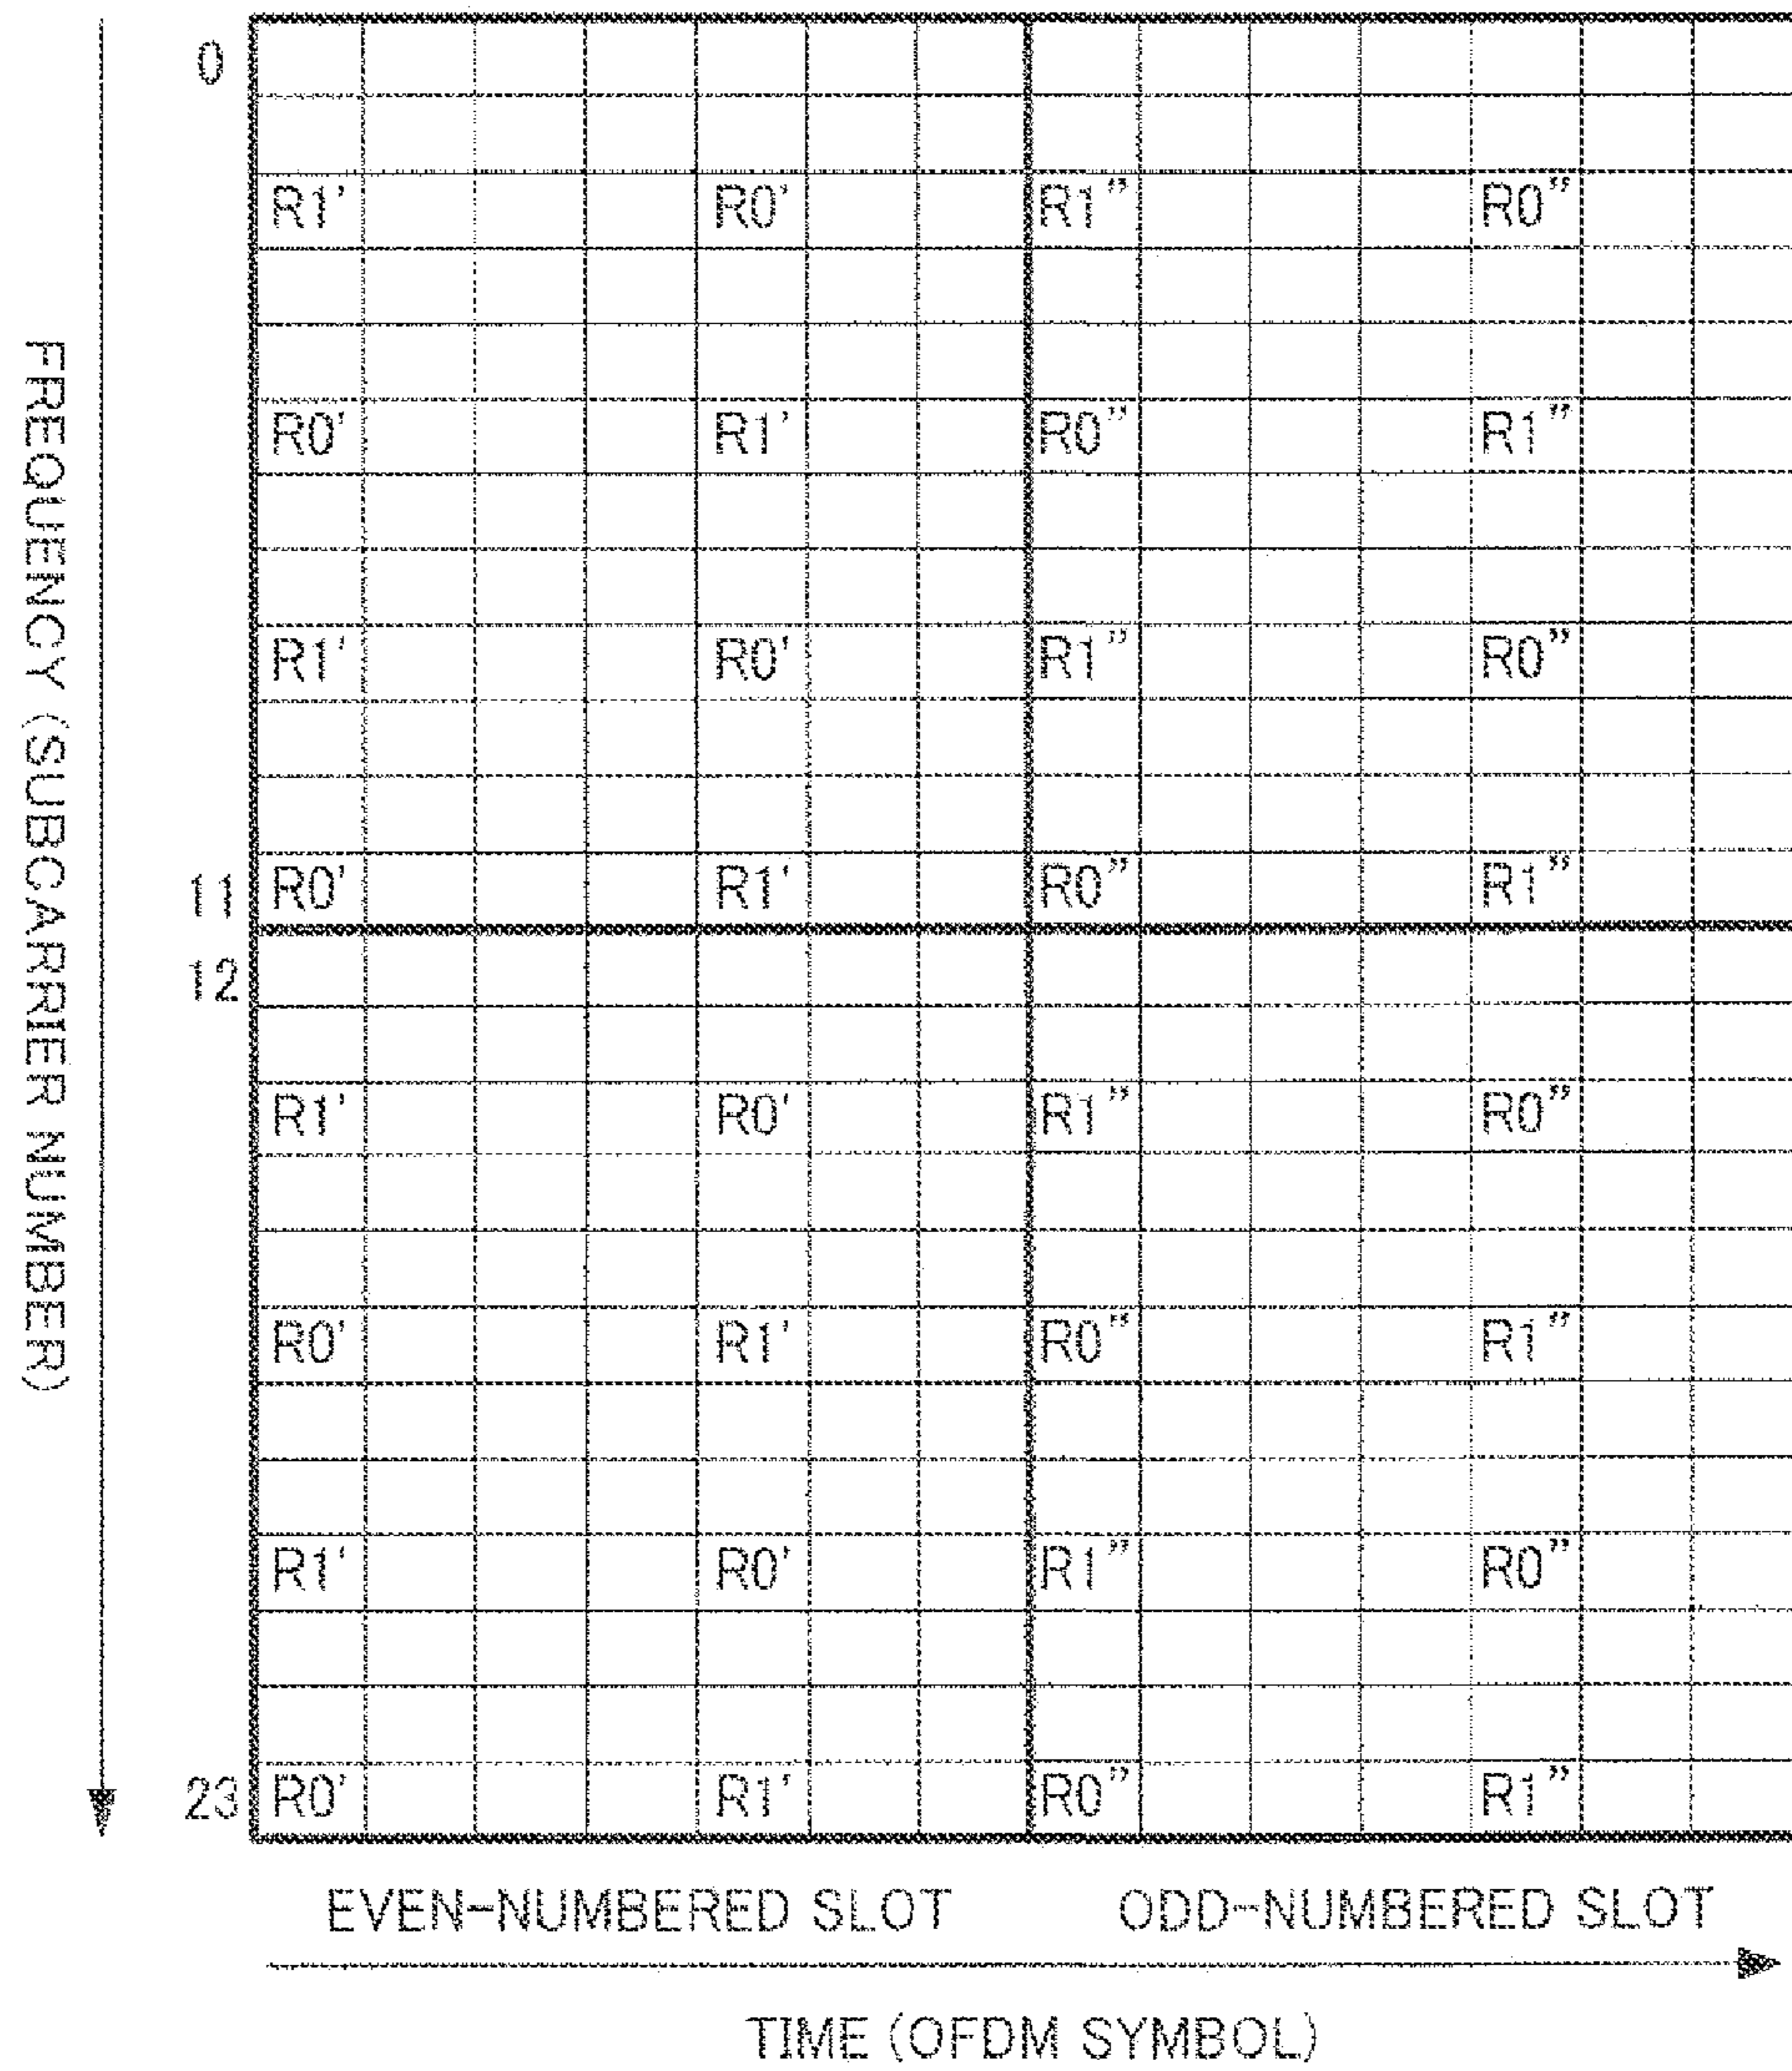 0
R1' R0' R1" R0"
R0' R1' R0" R1"
R1' R0' R1" R0"
11 R0' R1' R0" R1"
12
R1' R0' R1" R0"
R0' R1' R0" R1"
R1' R0' R1" R0"
23 R0' R1' R0" R1"
FREQUENCY (SUBCARRIER NUMBER)
EVEN-NUMBERED SLOT ODD-NUMBERED SLOT
TIME (OFDM SYMBOL)